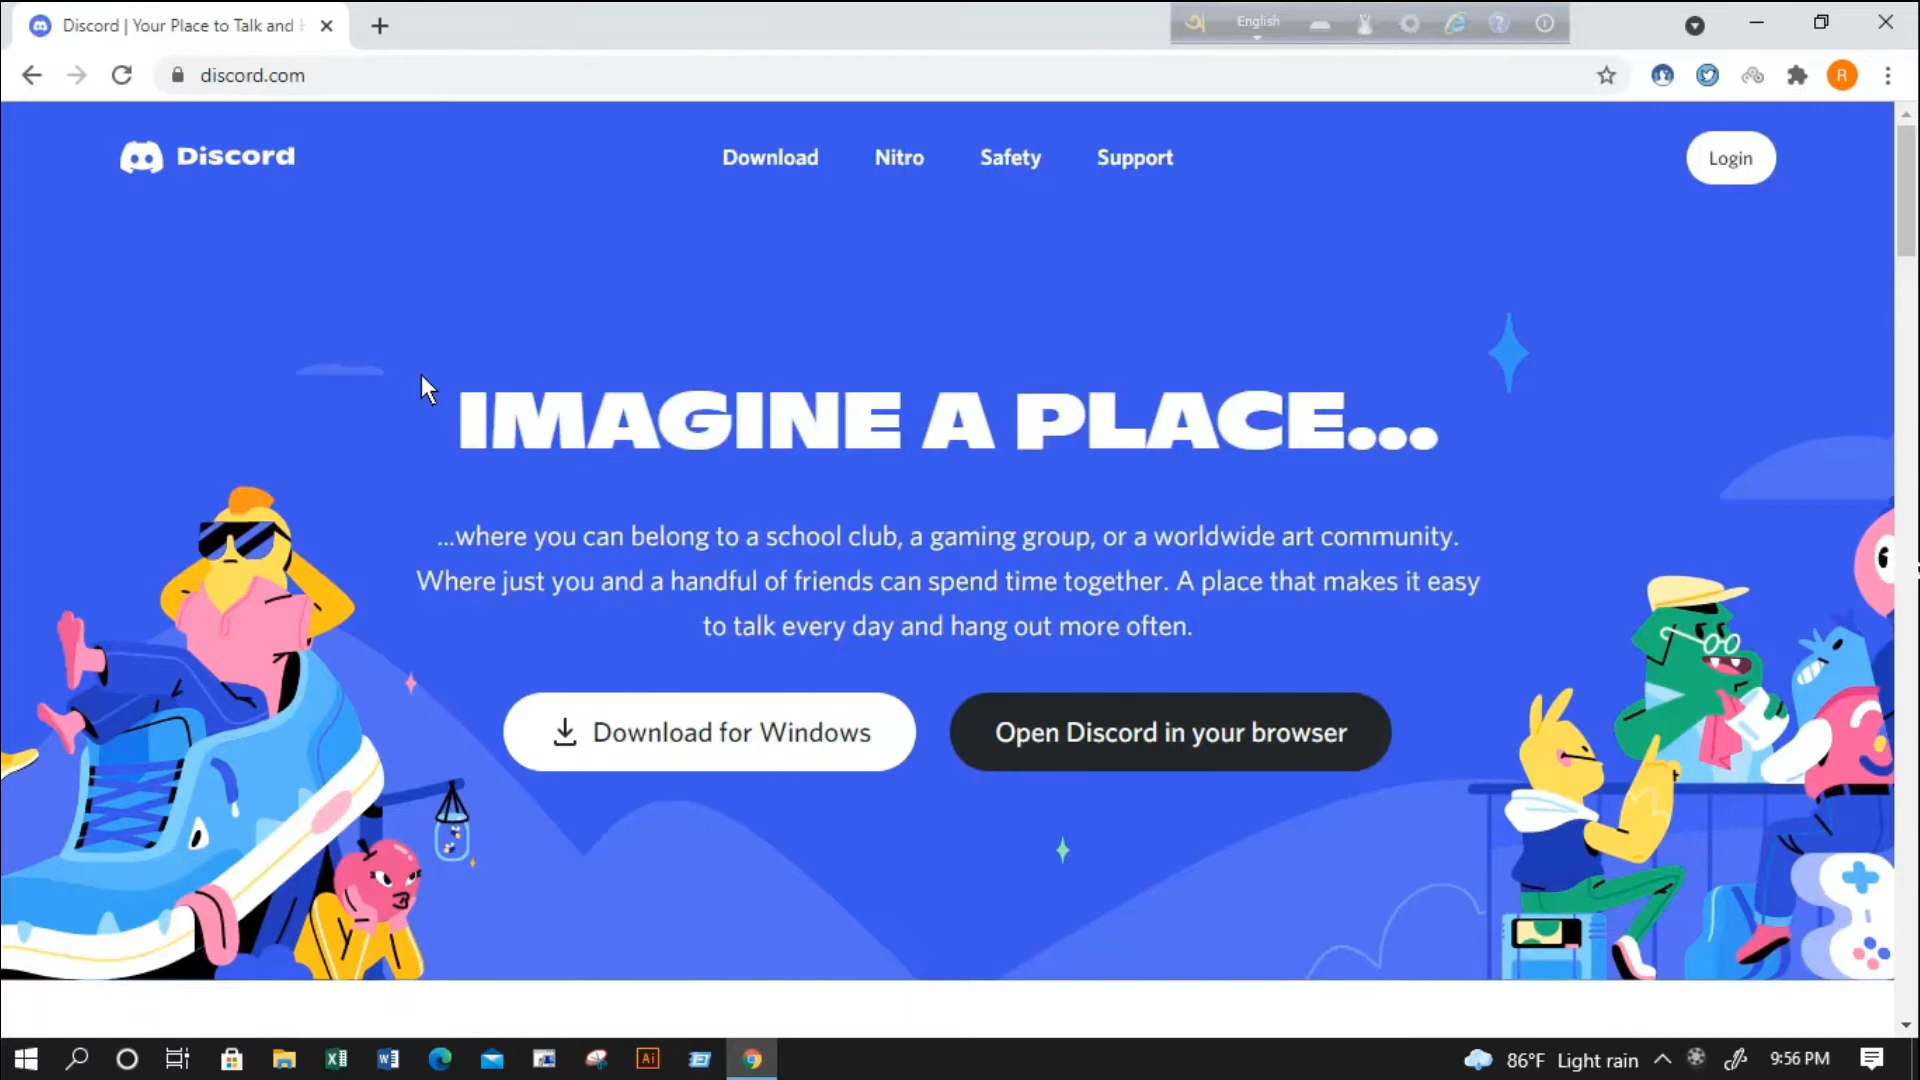 Discord | Your Place to Talk and
English
discord.com
R
Discord
Download
Nitro
Safety
Support
Login
IMAGINE A PLACE...
...where you can belong to a school club, a gaming group, or a worldwide art community.
Where just you and a handful of friends can spend time together. A place that makes it easy
to talk every day and hang out more often.
Download for Windows
Open Discord in your browser
Ai
86°F Light rain
9:56 PM